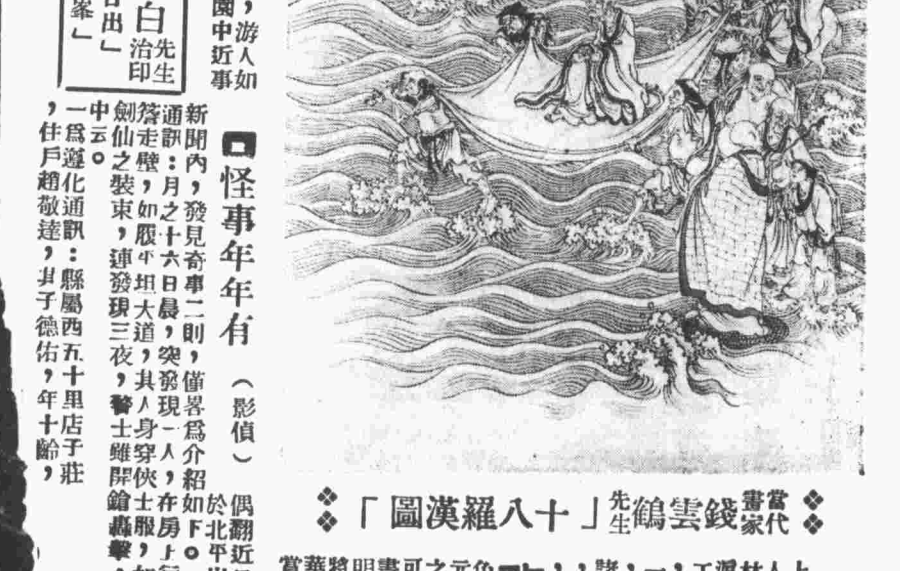 當代書家錢雲鶴先生「十八羅漢圖」
，游人如
園中近事
白先生治印
出」
峯」
怪事年年有（影偵）
偶翻近
於北平
新聞內，發見奇事二則，僅畧爲介紹如下。
通訊：月之十六日晨，突發現一人，在房上
簷走壁，如履平坦大道，其人身穿俠士服，如
劍仙之裝束，連發現三夜，警士雖開鎗轟擊，
中云。
一爲遵化通訊：縣屬西五十里店子莊
，住戶趙敬達，其子德佑，年十齡，